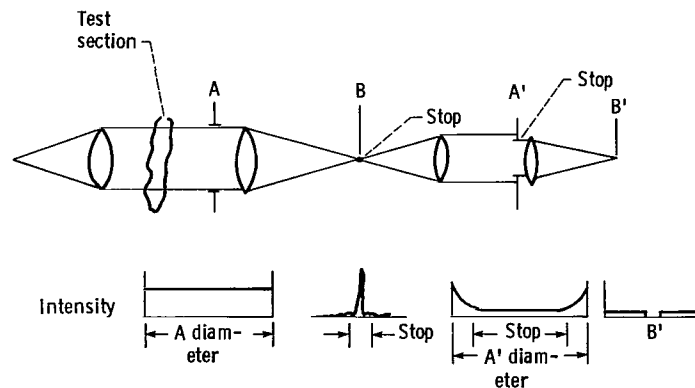 Test
section
A
B
Stop
A'
Stop
B'
Intensity
A diam-
eter
Stop
Stop
A' diam-
eter
B'